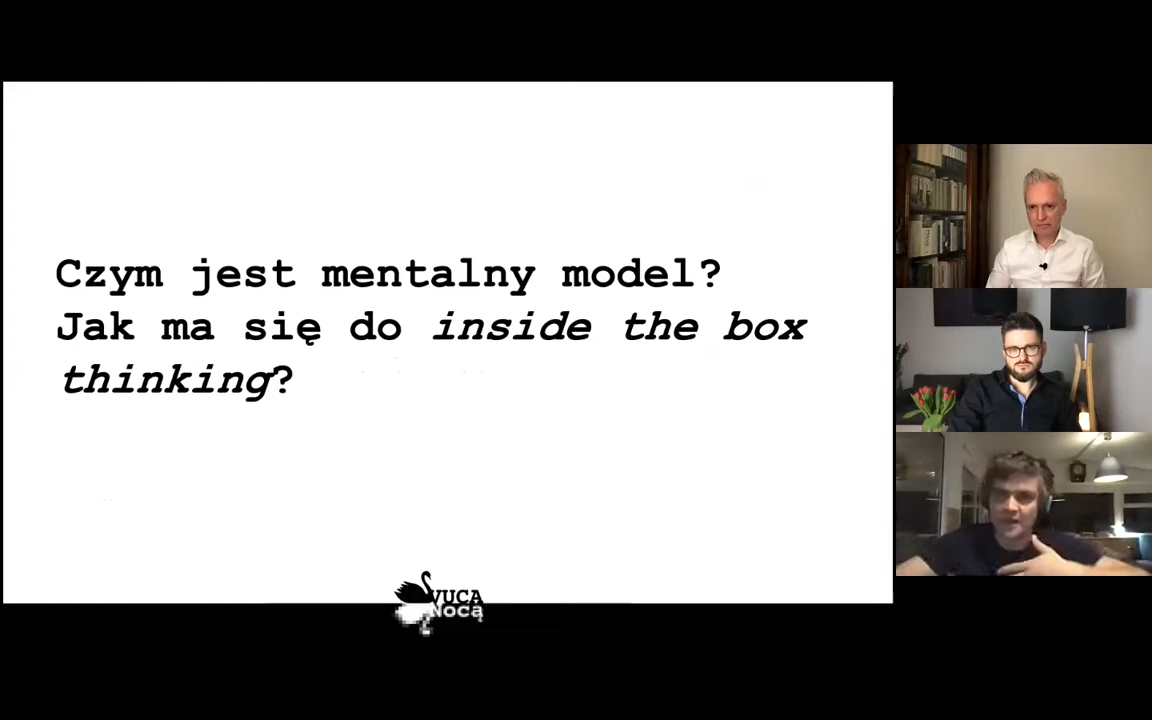 Czym jest mentalny model?
Jak ma się do inside the box
thinking?
VUCA
Nocą